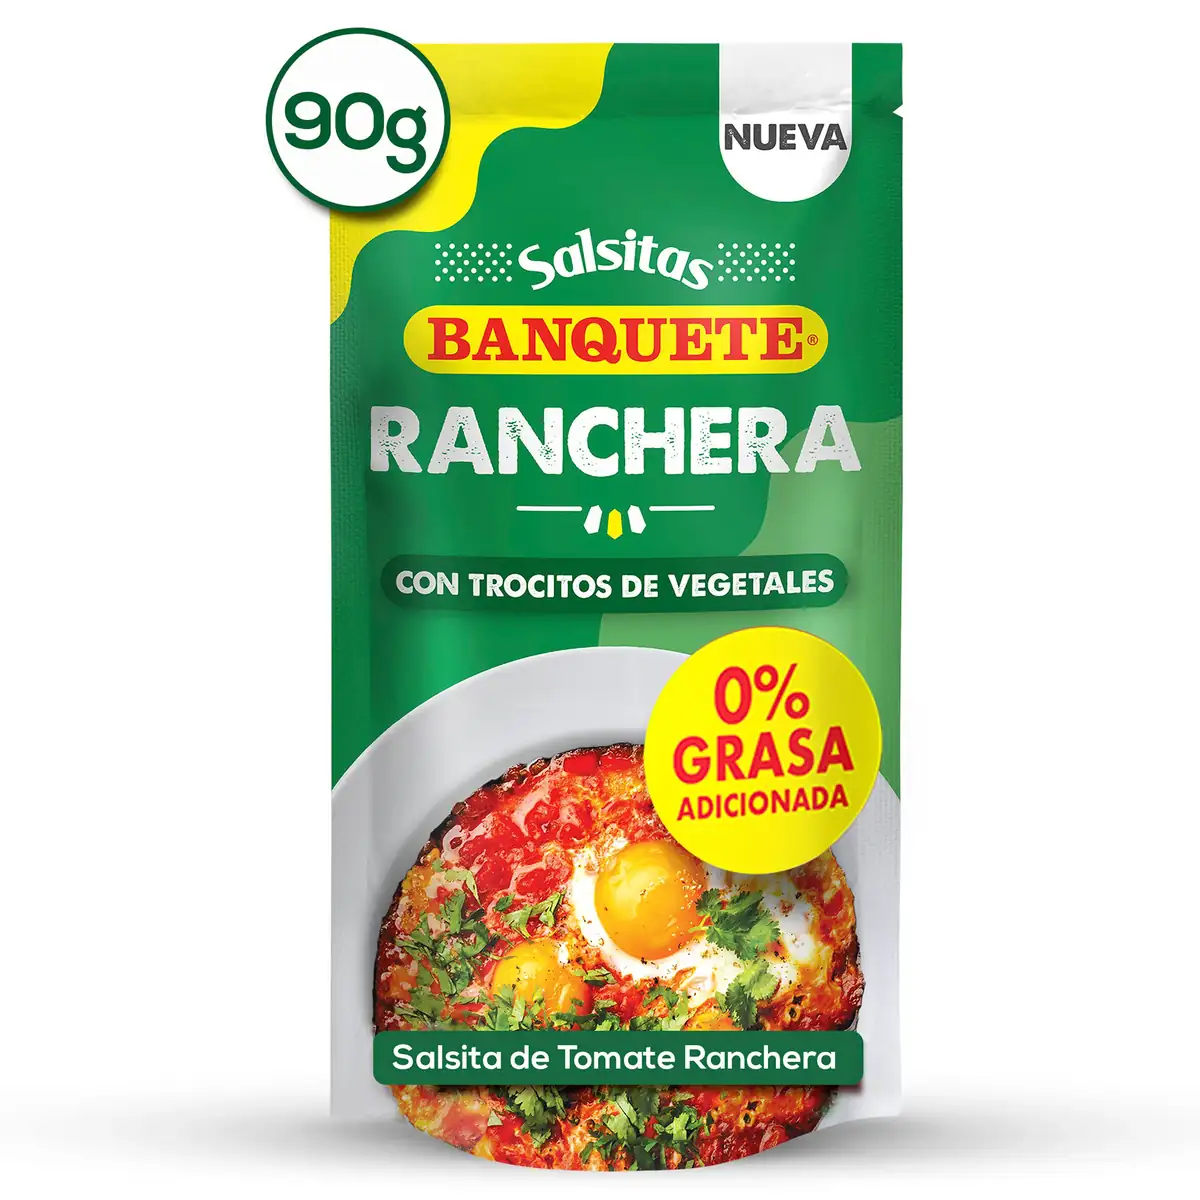 90g
NUEVA
Salsitas
BANQUETE®
RANCHERA
CON TROCITOS DE VEGETALES
0%
GRASA
ADICIONADA
Salsita de Tomate Ranchera